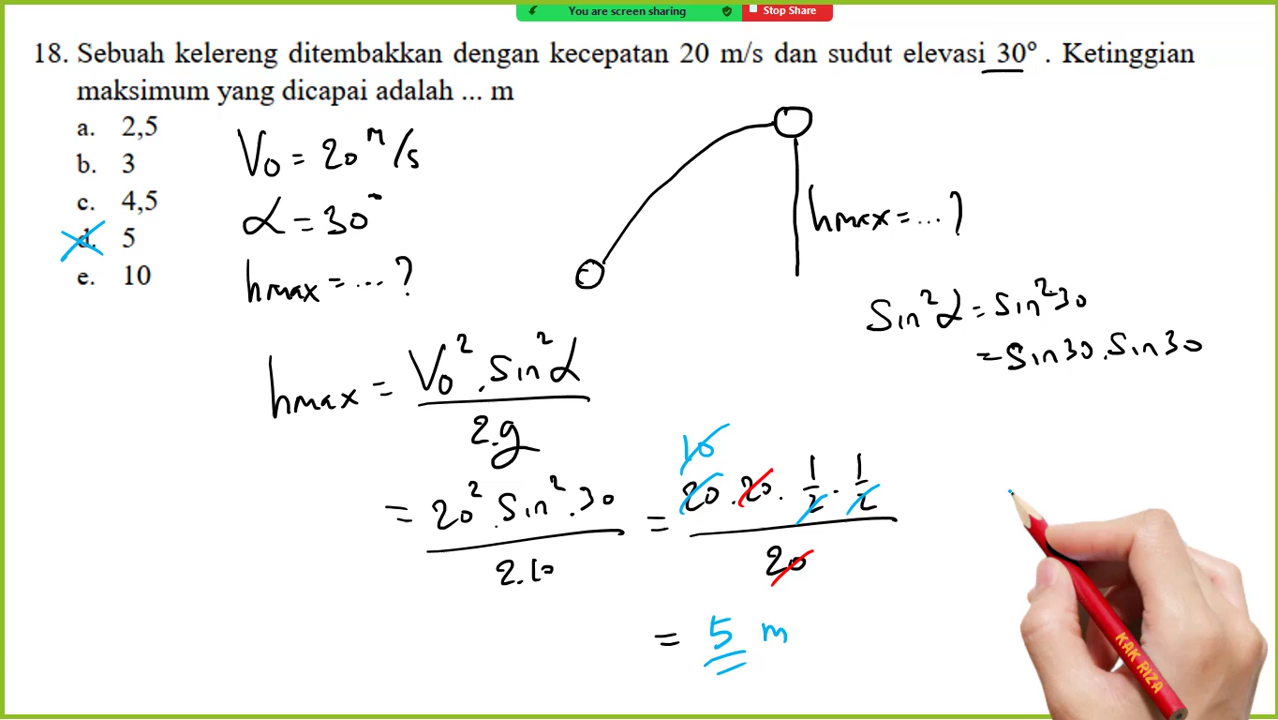 You are screen sharing
Stop Share
18. Sebuah kelereng ditembakkan dengan kecepatan 20 m/s dan sudut elevasi 30° . Ketinggian
maksimum yang dicapai adalah ... m
a. 2,5
b. 3
c. 4,5
d. 5
e. 10
V₀ = 20 m/s
α = 30°
hmax = ... ?
hmax = ... ?
Sin²α = Sin²30
= Sin30 . Sin30
hmax = V₀² . Sin²α / 2.g
= 20² . Sin² . 30 / 2.10 = 20 . 20 . 1/2 . 1/2 / 20
10
= 5 m
KAK RIZA